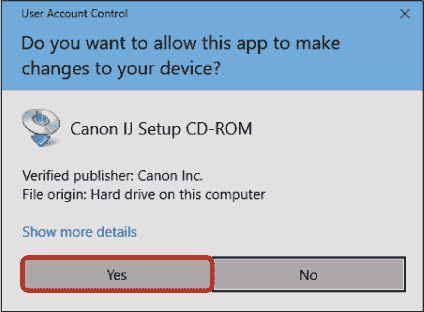 User Account Control
Do you want to allow this app to make
changes to your device?
Canon IJ Setup CD-ROM
Verified publisher: Canon Inc.
File origin: Hard drive on this computer
Show more details
Yes
No